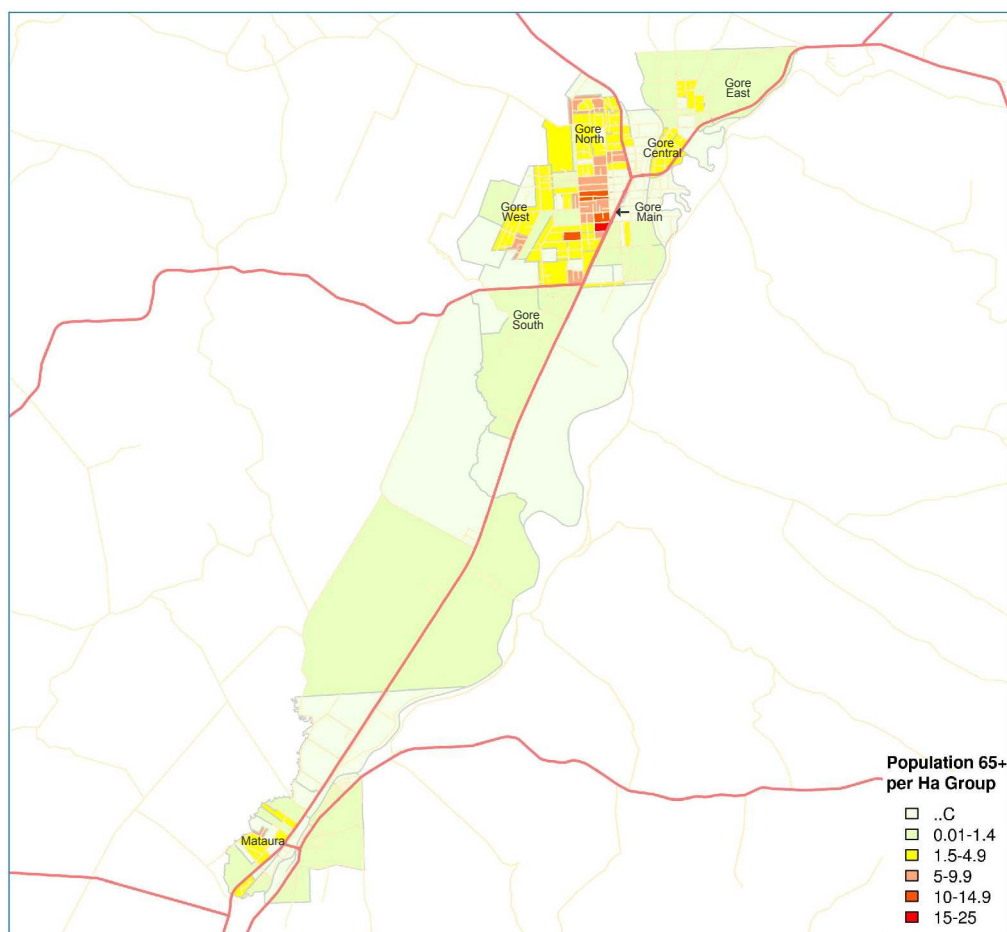 Gore
East
Gore
North
Gore
Central
Gore
West
Gore
Main
Gore
South
Mataura
Population 65+
per Ha Group
..C
0.01-1.4
1.5-4.9
5-9.9
10-14.9
15-25